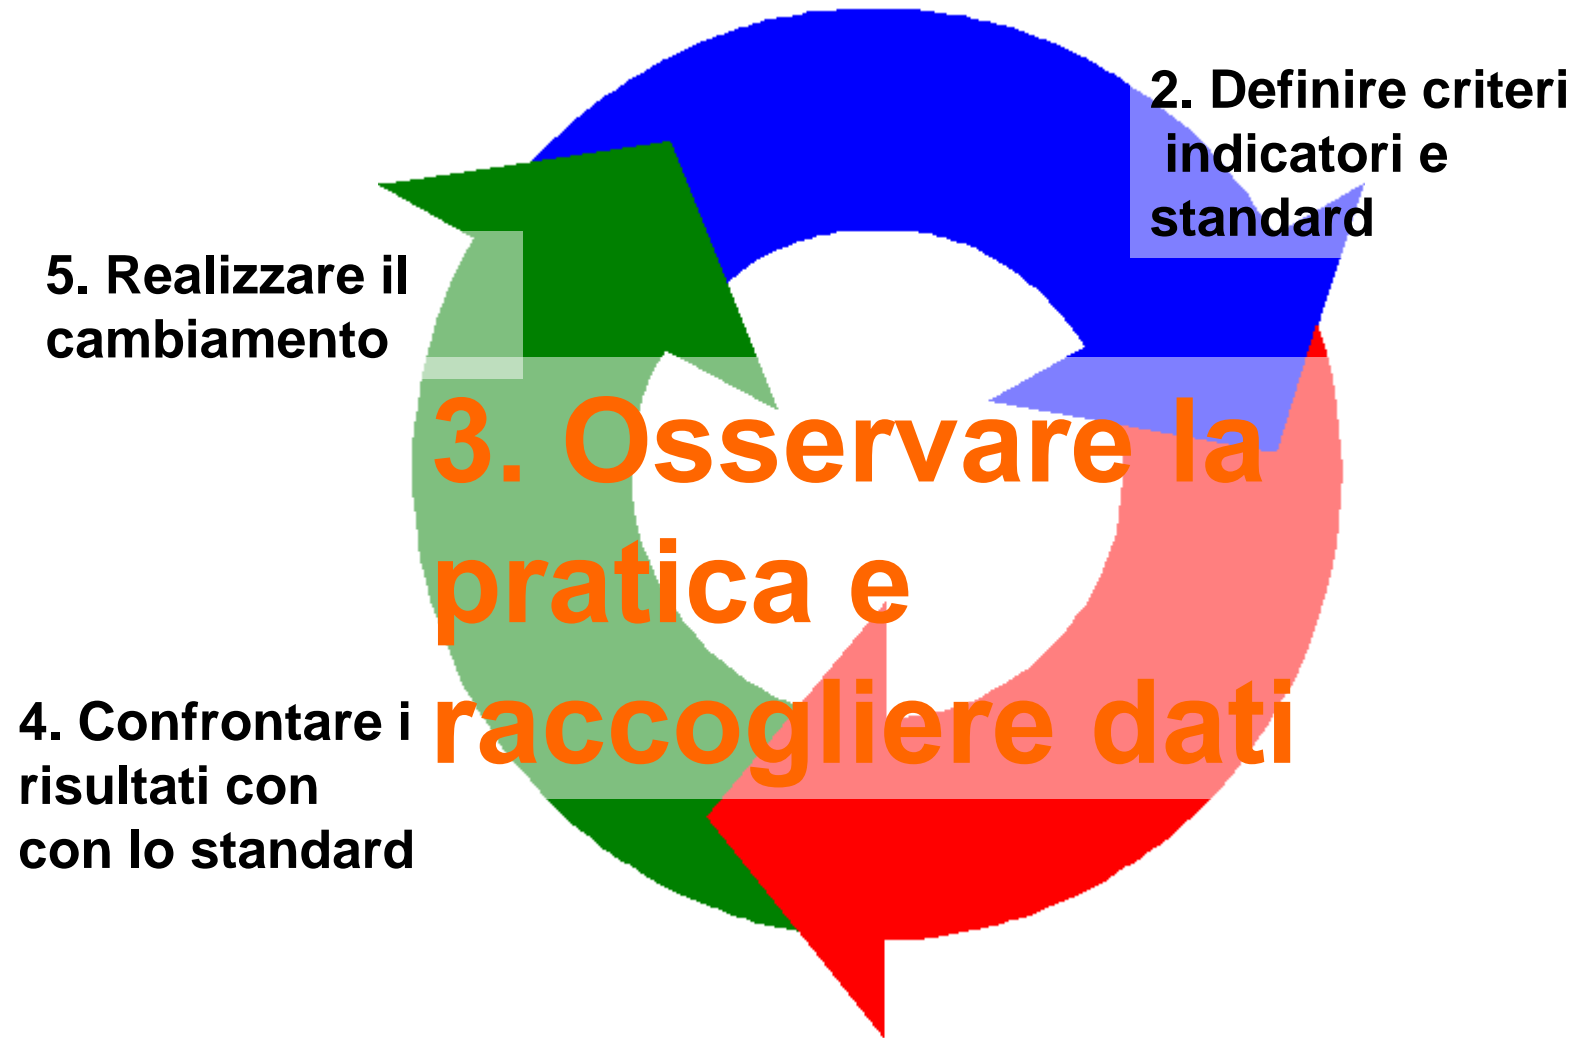 2. Definire criteri
indicatori e
standard
5. Realizzare il
cambiamento
3. Osservare la
pratica e
raccogliere dati
4. Confrontare i
risultati con
con lo standard